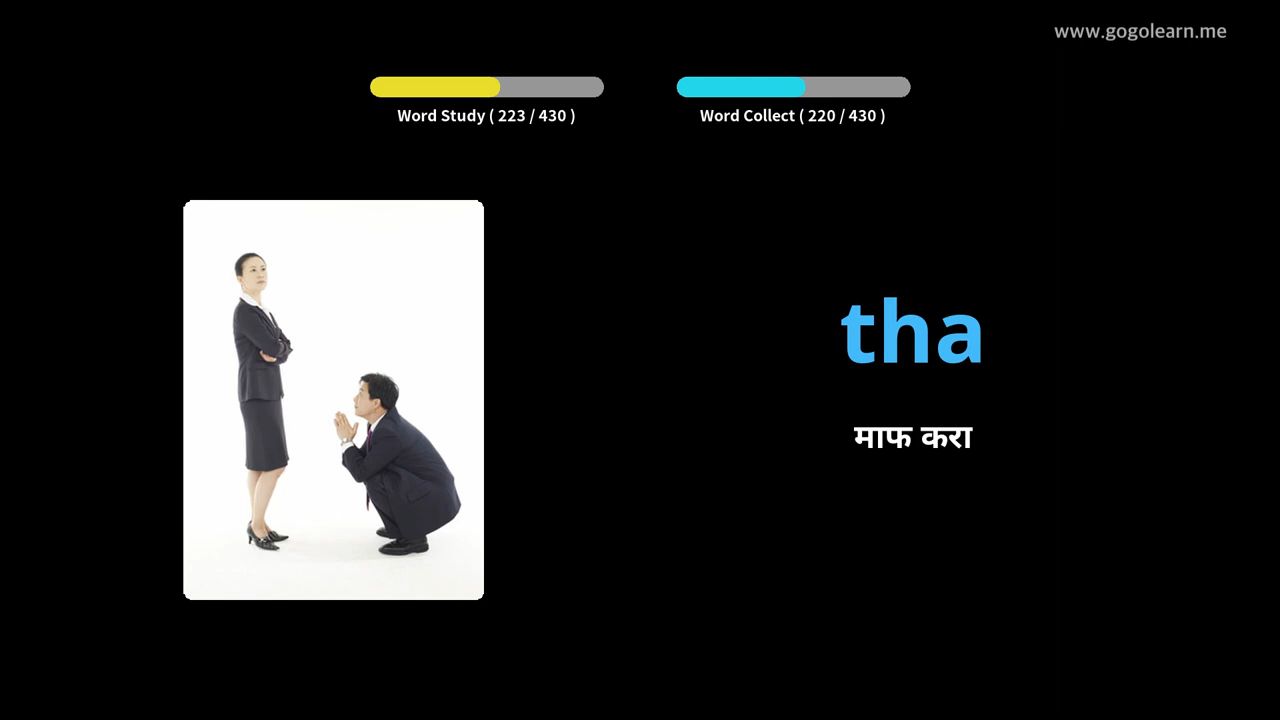 www.gogolearn.me
Word Study ( 223 / 430 )
Word Collect ( 220 / 430 )
tha
माफ करा